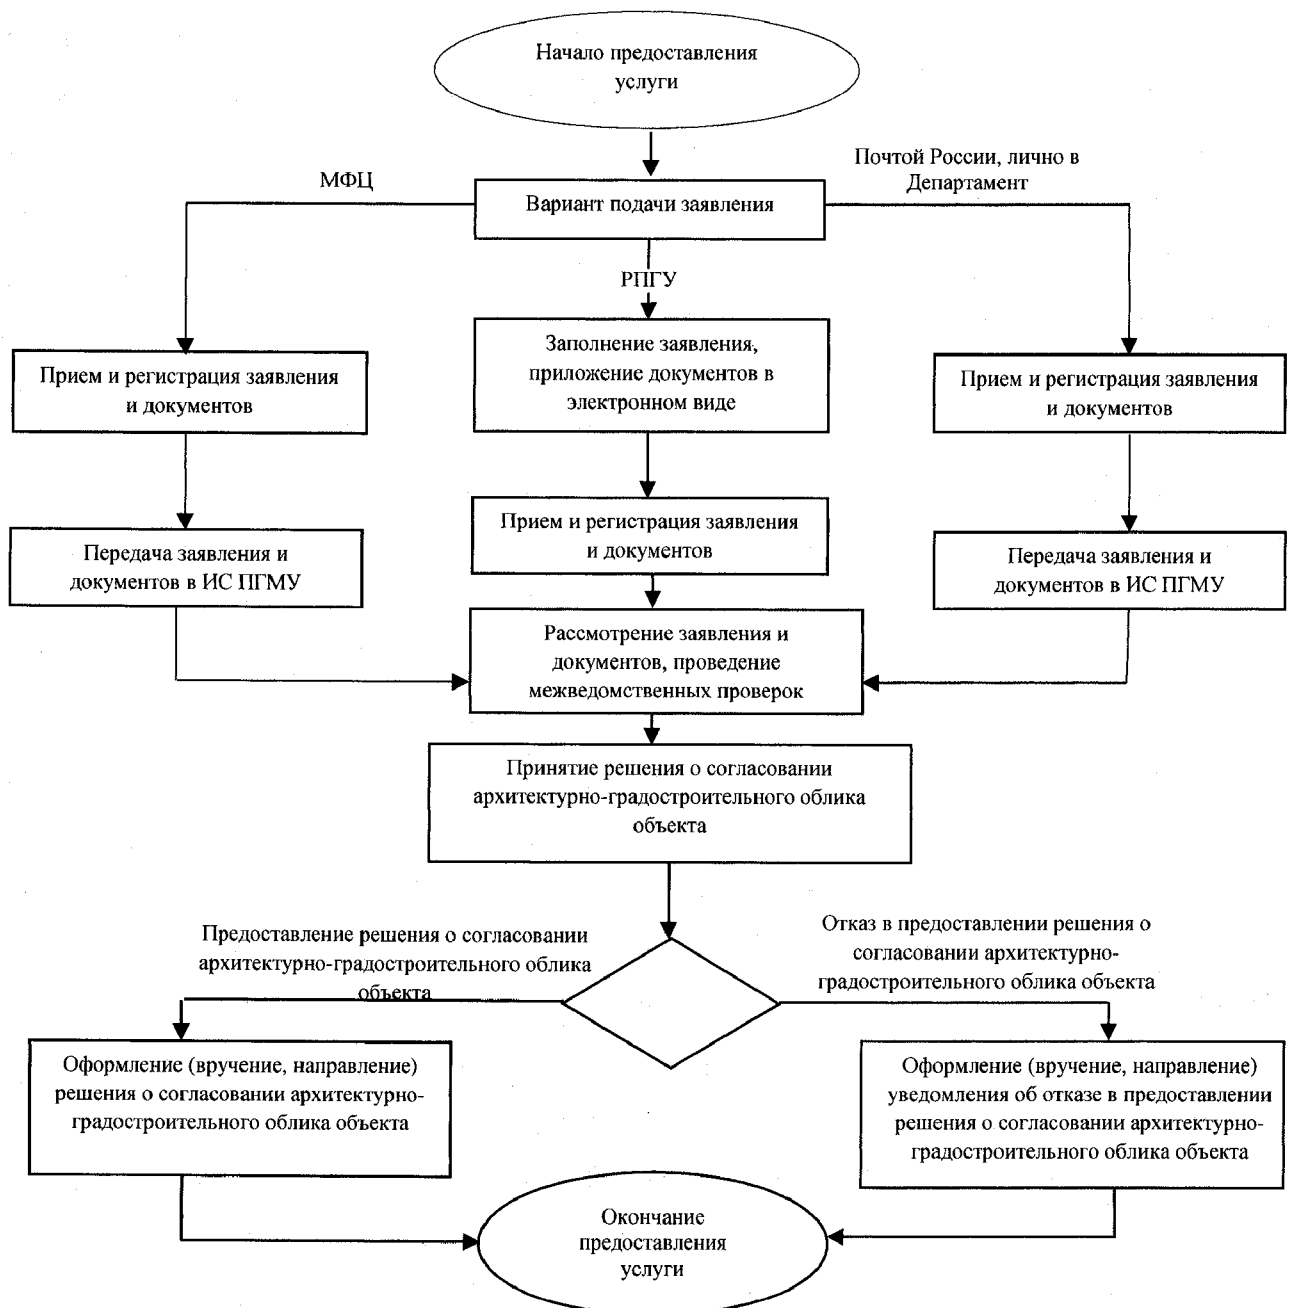 Начало предоставления
услуги
Почтой России, лично в
Департамент
МФЦ
Вариант подачи заявления
РПГУ
Заполнение заявления,
приложение документов в
электронном виде
Прием и регистрация заявления
и документов
Прием и регистрация заявления
и документов
Прием и регистрация заявления
и документов
Передача заявления и
документов в ИС ПГМУ
Передача заявления и
документов в ИС ПГМУ
Рассмотрение заявления и
документов, проведение
межведомственных проверок
Принятие решения о согласовании
архитектурно-градостроительного облика
объекта
Предоставление решения о согласовании
архитектурно-градостроительного облика
объекта
Отказ в предоставлении решения о
согласовании архитектурно-
градостроительного облика объекта
Оформление (вручение, направление)
решения о согласовании архитектурно-
градостроительного облика объекта
Оформление (вручение, направление)
уведомления об отказе в предоставлении
решения о согласовании архитектурно-
градостроительного облика объекта
Окончание
предоставления
услуги